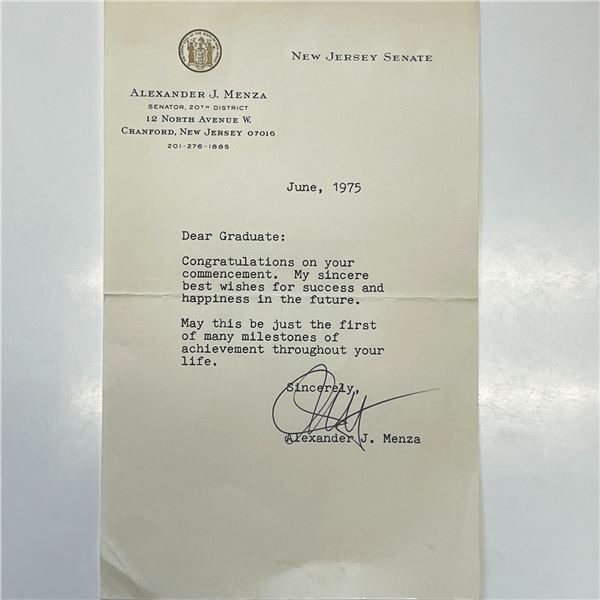 NEW JERSEY SENATE
ALEXANDER J. MENZA
SENATOR, 20TH DISTRICT
12 NORTH AVENUE W.
CRANFORD, NEW JERSEY 07016
201-276-1885
June, 1975
Dear Graduate:
Congratulations on your
commencement. My sincere
best wishes for success and
happiness in the future.
May this be just the first
of many milestones of
achievement throughout your
life.
Sincerely,
Alexander J. Menza